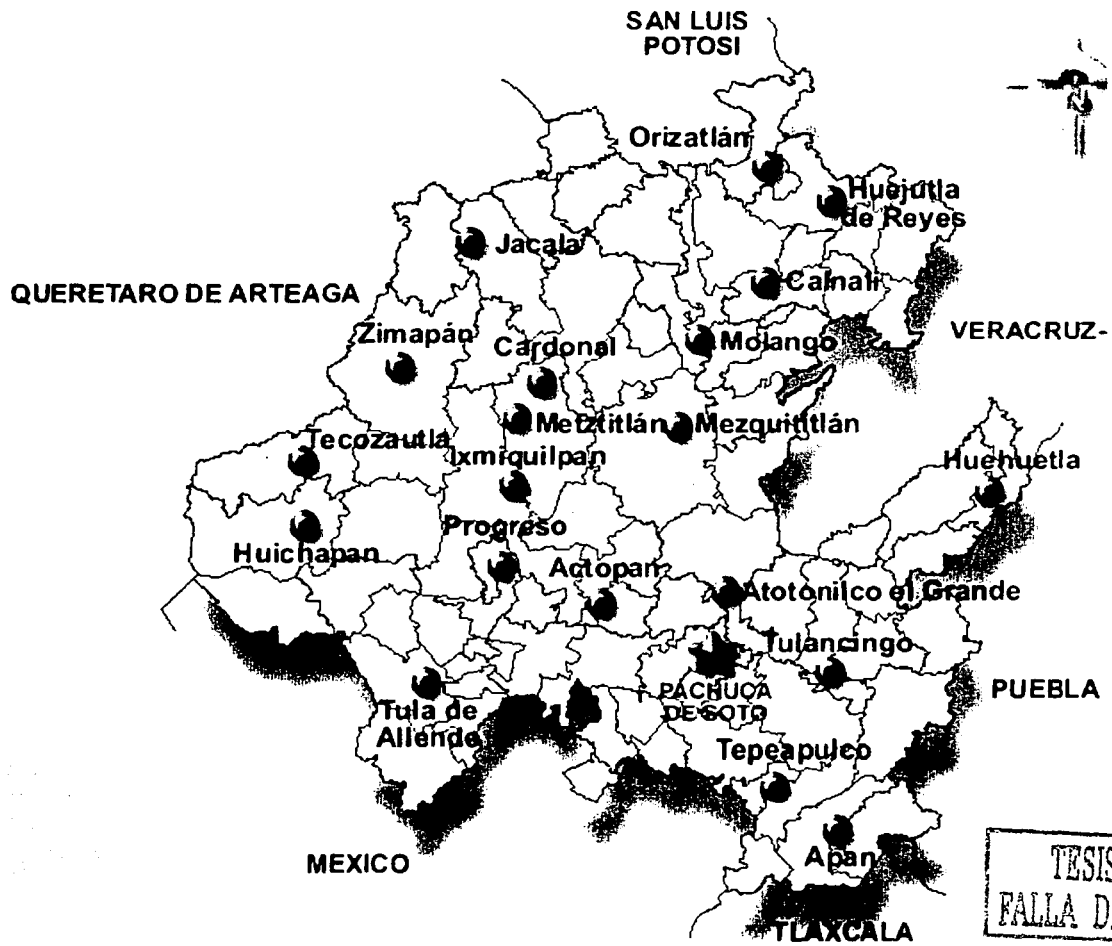 SAN LUIS
POTOSI
Orizatlán
Huejutla
de Reyes
Jacala
QUERETARO DE ARTEAGA
Calnali
VERACRUZ-
Zimapán
Cardonal
Molango
Metztitlán
Mezquititlán
Tecozautla
Ixmiquilpan
Huehuetla
Progreso
Huichapan
Actopan
Atotonilco el Grande
Tulancingo
PACHUCA
DE SOTO
PUEBLA
Tula de
Allende
Tepeapulco
MEXICO
Apan
TESIS
FALLA D
TLAXCALA